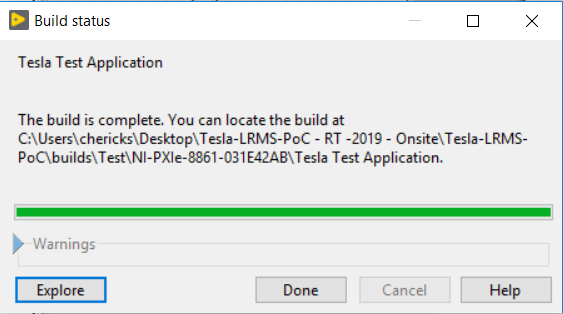 Build status
Tesla Test Application
The build is complete. You can locate the build at
C:\Users\chericks\Desktop\Tesla-LRMS-PoC - RT -2019 - Onsite\Tesla-LRMS-
PoC\builds\Test\NI-PXIe-8861-031E42AB\Tesla Test Application.
Warnings
Explore Done Cancel Help